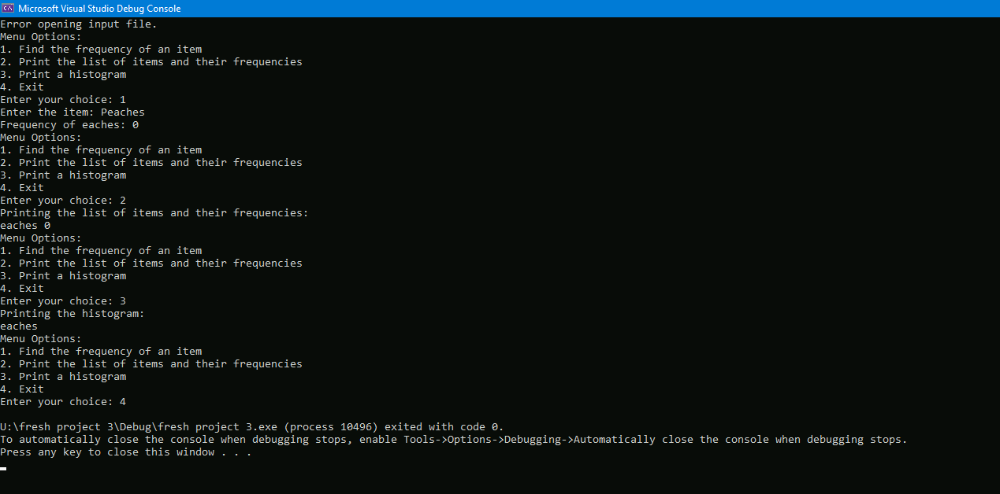 Microsoft Visual Studio Debug Console
Error opening input file.
Menu Options:
1. Find the frequency of an item
2. Print the list of items and their frequencies
3. Print a histogram
4. Exit
Enter your choice: 1
Enter the item: Peaches
Frequency of eaches: 0
Menu Options:
1. Find the frequency of an item
2. Print the list of items and their frequencies
3. Print a histogram
4. Exit
Enter your choice: 2
Printing the list of items and their frequencies:
eaches 0
Menu Options:
1. Find the frequency of an item
2. Print the list of items and their frequencies
3. Print a histogram
4. Exit
Enter your choice: 3
Printing the histogram:
eaches
Menu Options:
1. Find the frequency of an item
2. Print the list of items and their frequencies
3. Print a histogram
4. Exit
Enter your choice: 4
U:\fresh project 3\Debug\fresh project 3.exe (process 10496) exited with code 0.
To automatically close the console when debugging stops, enable Tools->Options->Debugging->Automatically close the console when debugging stops.
Press any key to close this window . . .